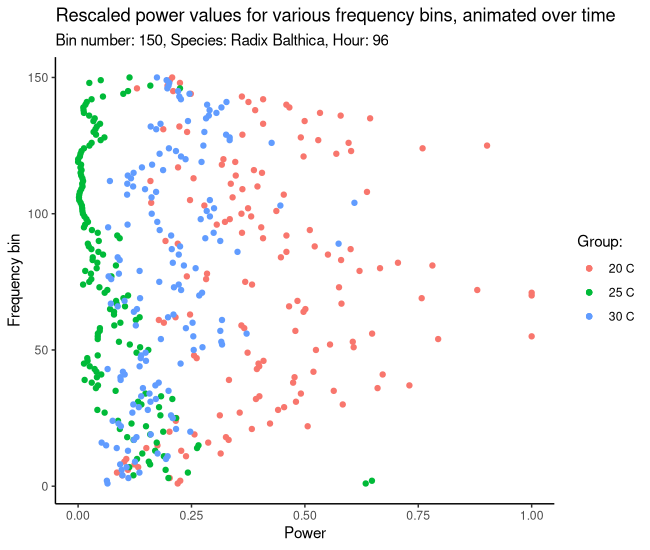 Rescaled power values for various frequency bins, animated over time
Bin number: 150, Species: Radix Balthica, Hour: 96
150
100
50
0
Frequency bin
0.00 0.25 0.50 0.75 1.00
Power
Group:
20 C
25 C
30 C